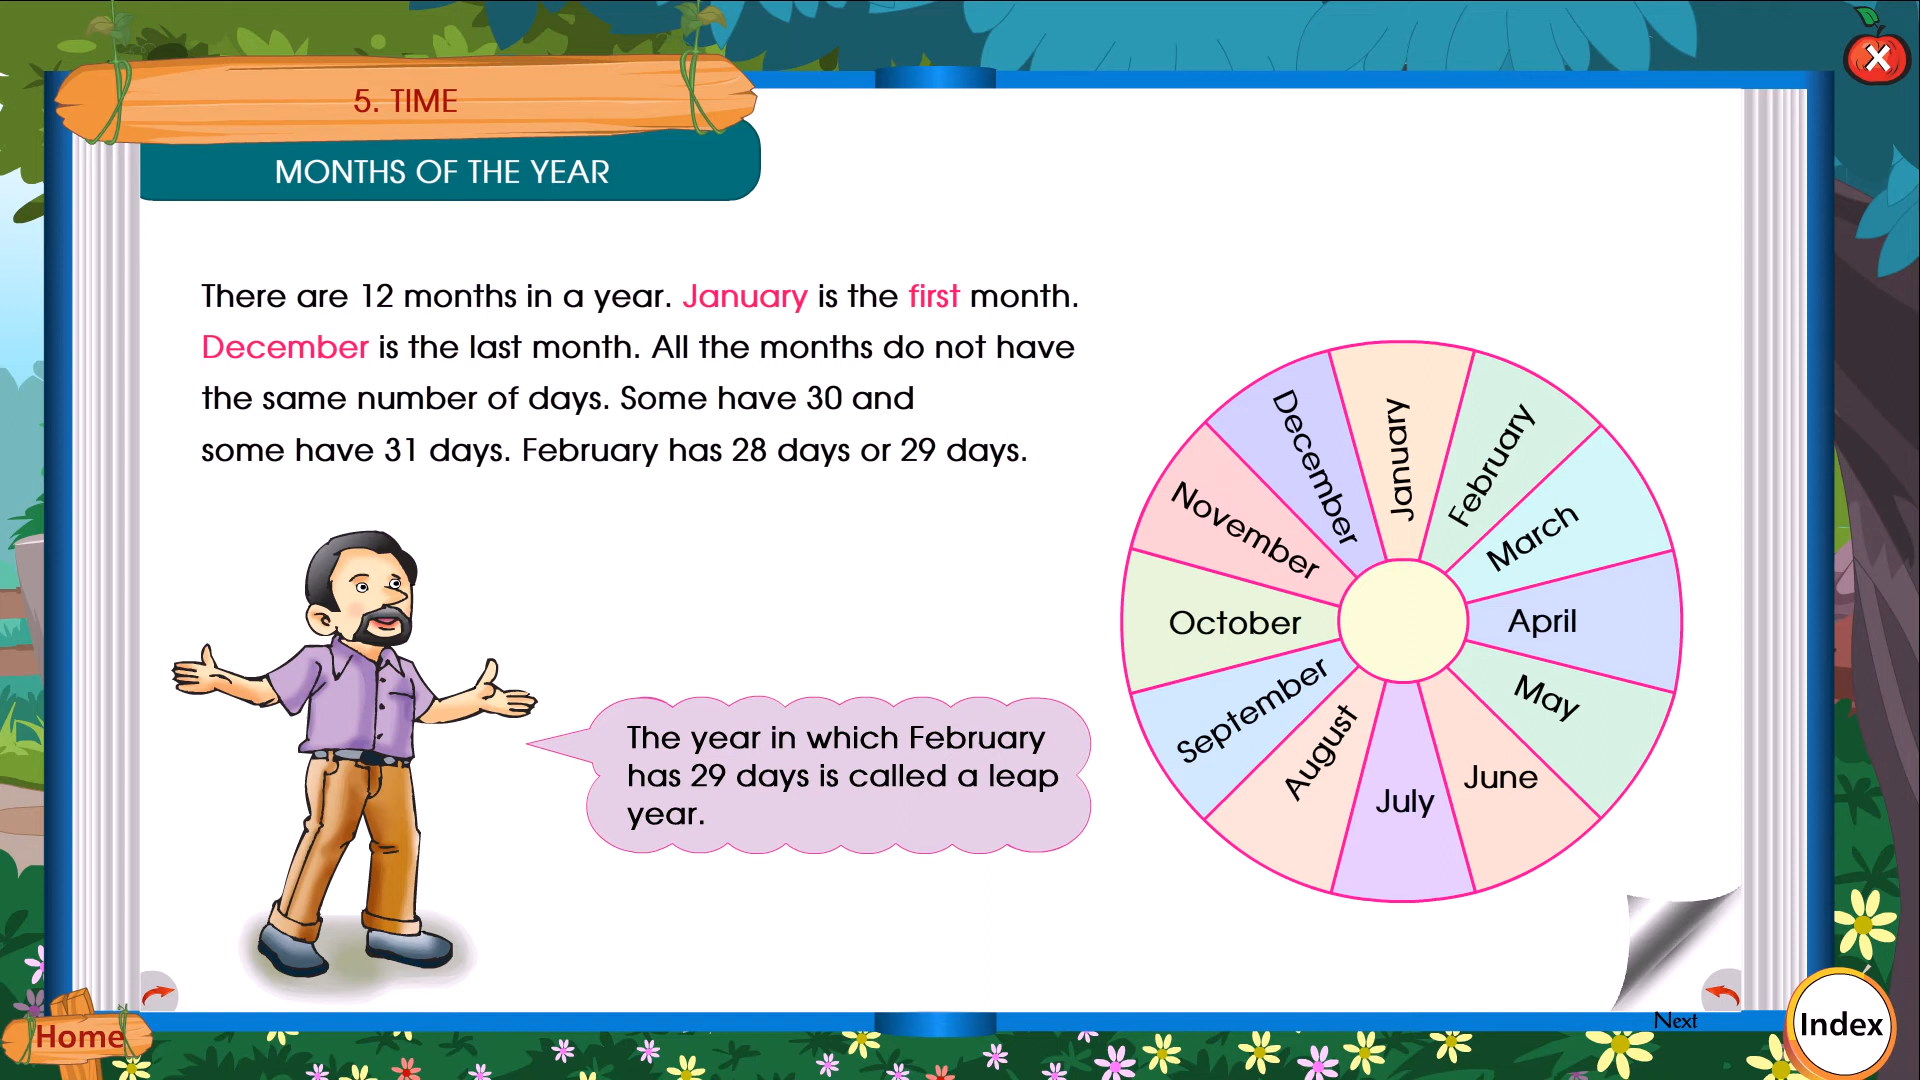 5. TIME
MONTHS OF THE YEAR
There are 12 months in a year. January is the first month.
December is the last month. All the months do not have
the same number of days. Some have 30 and
some have 31 days. February has 28 days or 29 days.
The year in which February
has 29 days is called a leap
year.
January
February
March
April
May
June
July
August
September
October
November
December
Home
Next
Index